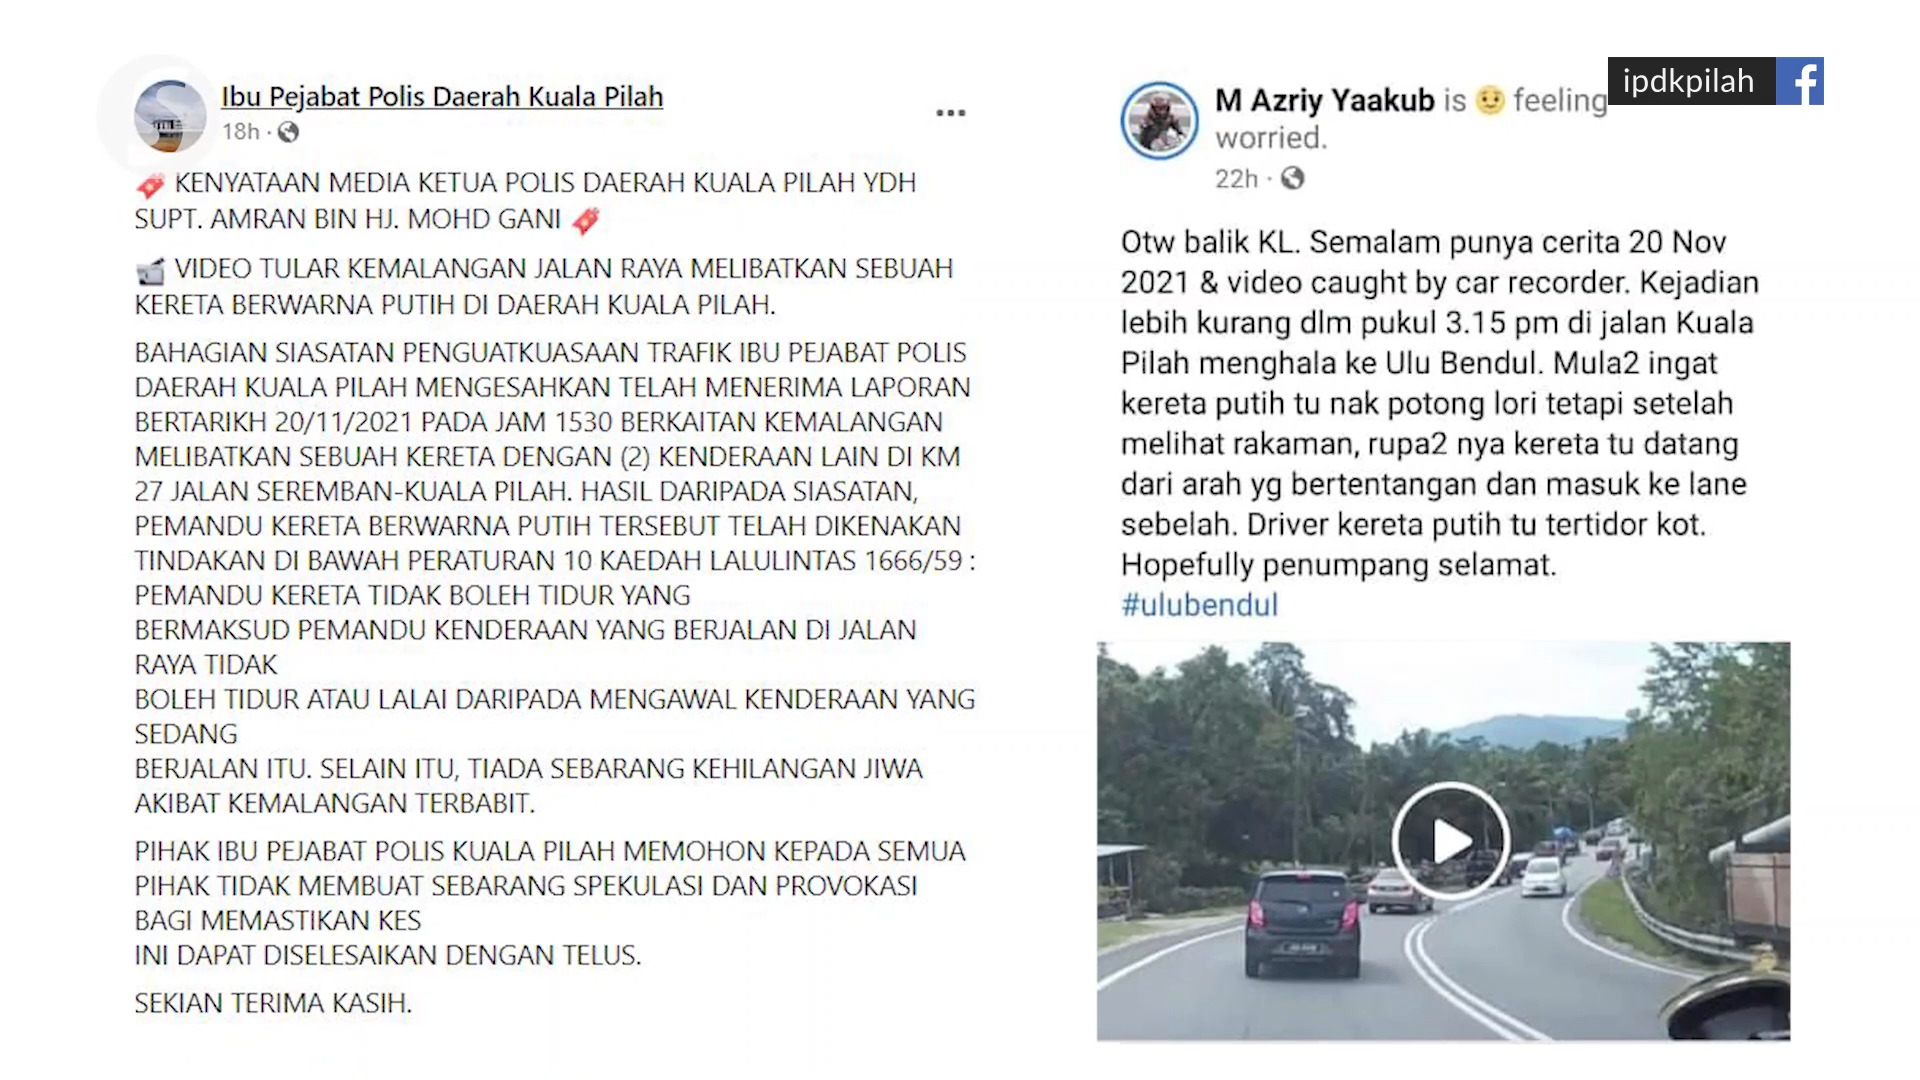 Ibu Pejabat Polis Daerah Kuala Pilah
18h ·
KENYATAAN MEDIA KETUA POLIS DAERAH KUALA PILAH YDH
SUPT. AMRAN BIN HJ. MOHD GANI
VIDEO TULAR KEMALANGAN JALAN RAYA MELIBATKAN SEBUAH
KERETA BERWARNA PUTIH DI DAERAH KUALA PILAH.
BAHAGIAN SIASATAN PENGUATKUASAAN TRAFIK IBU PEJABAT POLIS
DAERAH KUALA PILAH MENGESAHKAN TELAH MENERIMA LAPORAN
BERTARIKH 20/11/2021 PADA JAM 1530 BERKAITAN KEMALANGAN
MELIBATKAN SEBUAH KERETA DENGAN (2) KENDERAAN LAIN DI KM
27 JALAN SEREMBAN-KUALA PILAH. HASIL DARIPADA SIASATAN,
PEMANDU KERETA BERWARNA PUTIH TERSEBUT TELAH DIKENAKAN
TINDAKAN DI BAWAH PERATURAN 10 KAEDAH LALULINTAS 1666/59 :
PEMANDU KERETA TIDAK BOLEH TIDUR YANG
BERMAKSUD PEMANDU KENDERAAN YANG BERJALAN DI JALAN
RAYA TIDAK
BOLEH TIDUR ATAU LALAI DARIPADA MENGAWAL KENDERAAN YANG
SEDANG
BERJALAN ITU. SELAIN ITU, TIADA SEBARANG KEHILANGAN JIWA
AKIBAT KEMALANGAN TERBABIT.
PIHAK IBU PEJABAT POLIS KUALA PILAH MEMOHON KEPADA SEMUA
PIHAK TIDAK MEMBUAT SEBARANG SPEKULASI DAN PROVOKASI
BAGI MEMASTIKAN KES
INI DAPAT DISELESAIKAN DENGAN TELUS.
SEKIAN TERIMA KASIH.
ipdkpilah f
M Azriy Yaakub is feeling
worried.
22h ·
Otw balik KL. Semalam punya cerita 20 Nov
2021 & video caught by car recorder. Kejadian
lebih kurang dlm pukul 3.15 pm di jalan Kuala
Pilah menghala ke Ulu Bendul. Mula2 ingat
kereta putih tu nak potong lori tetapi setelah
melihat rakaman, rupa2 nya kereta tu datang
dari arah yg bertentangan dan masuk ke lane
sebelah. Driver kereta putih tu tertidor kot.
Hopefully penumpang selamat.
#ulubendul